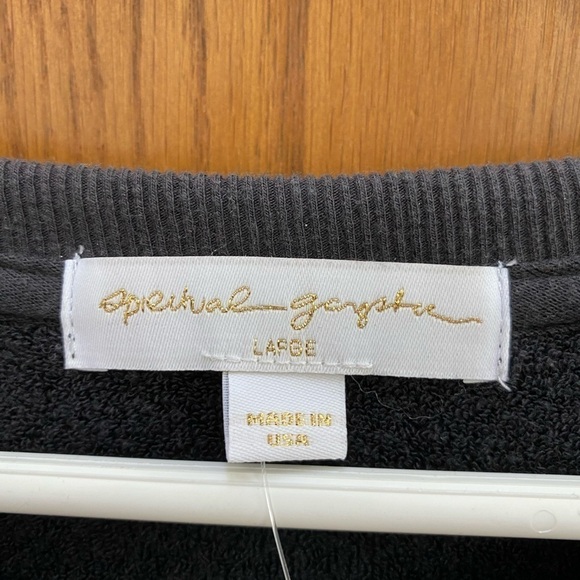 spiritual gangster
LARGE
MADE IN
USA